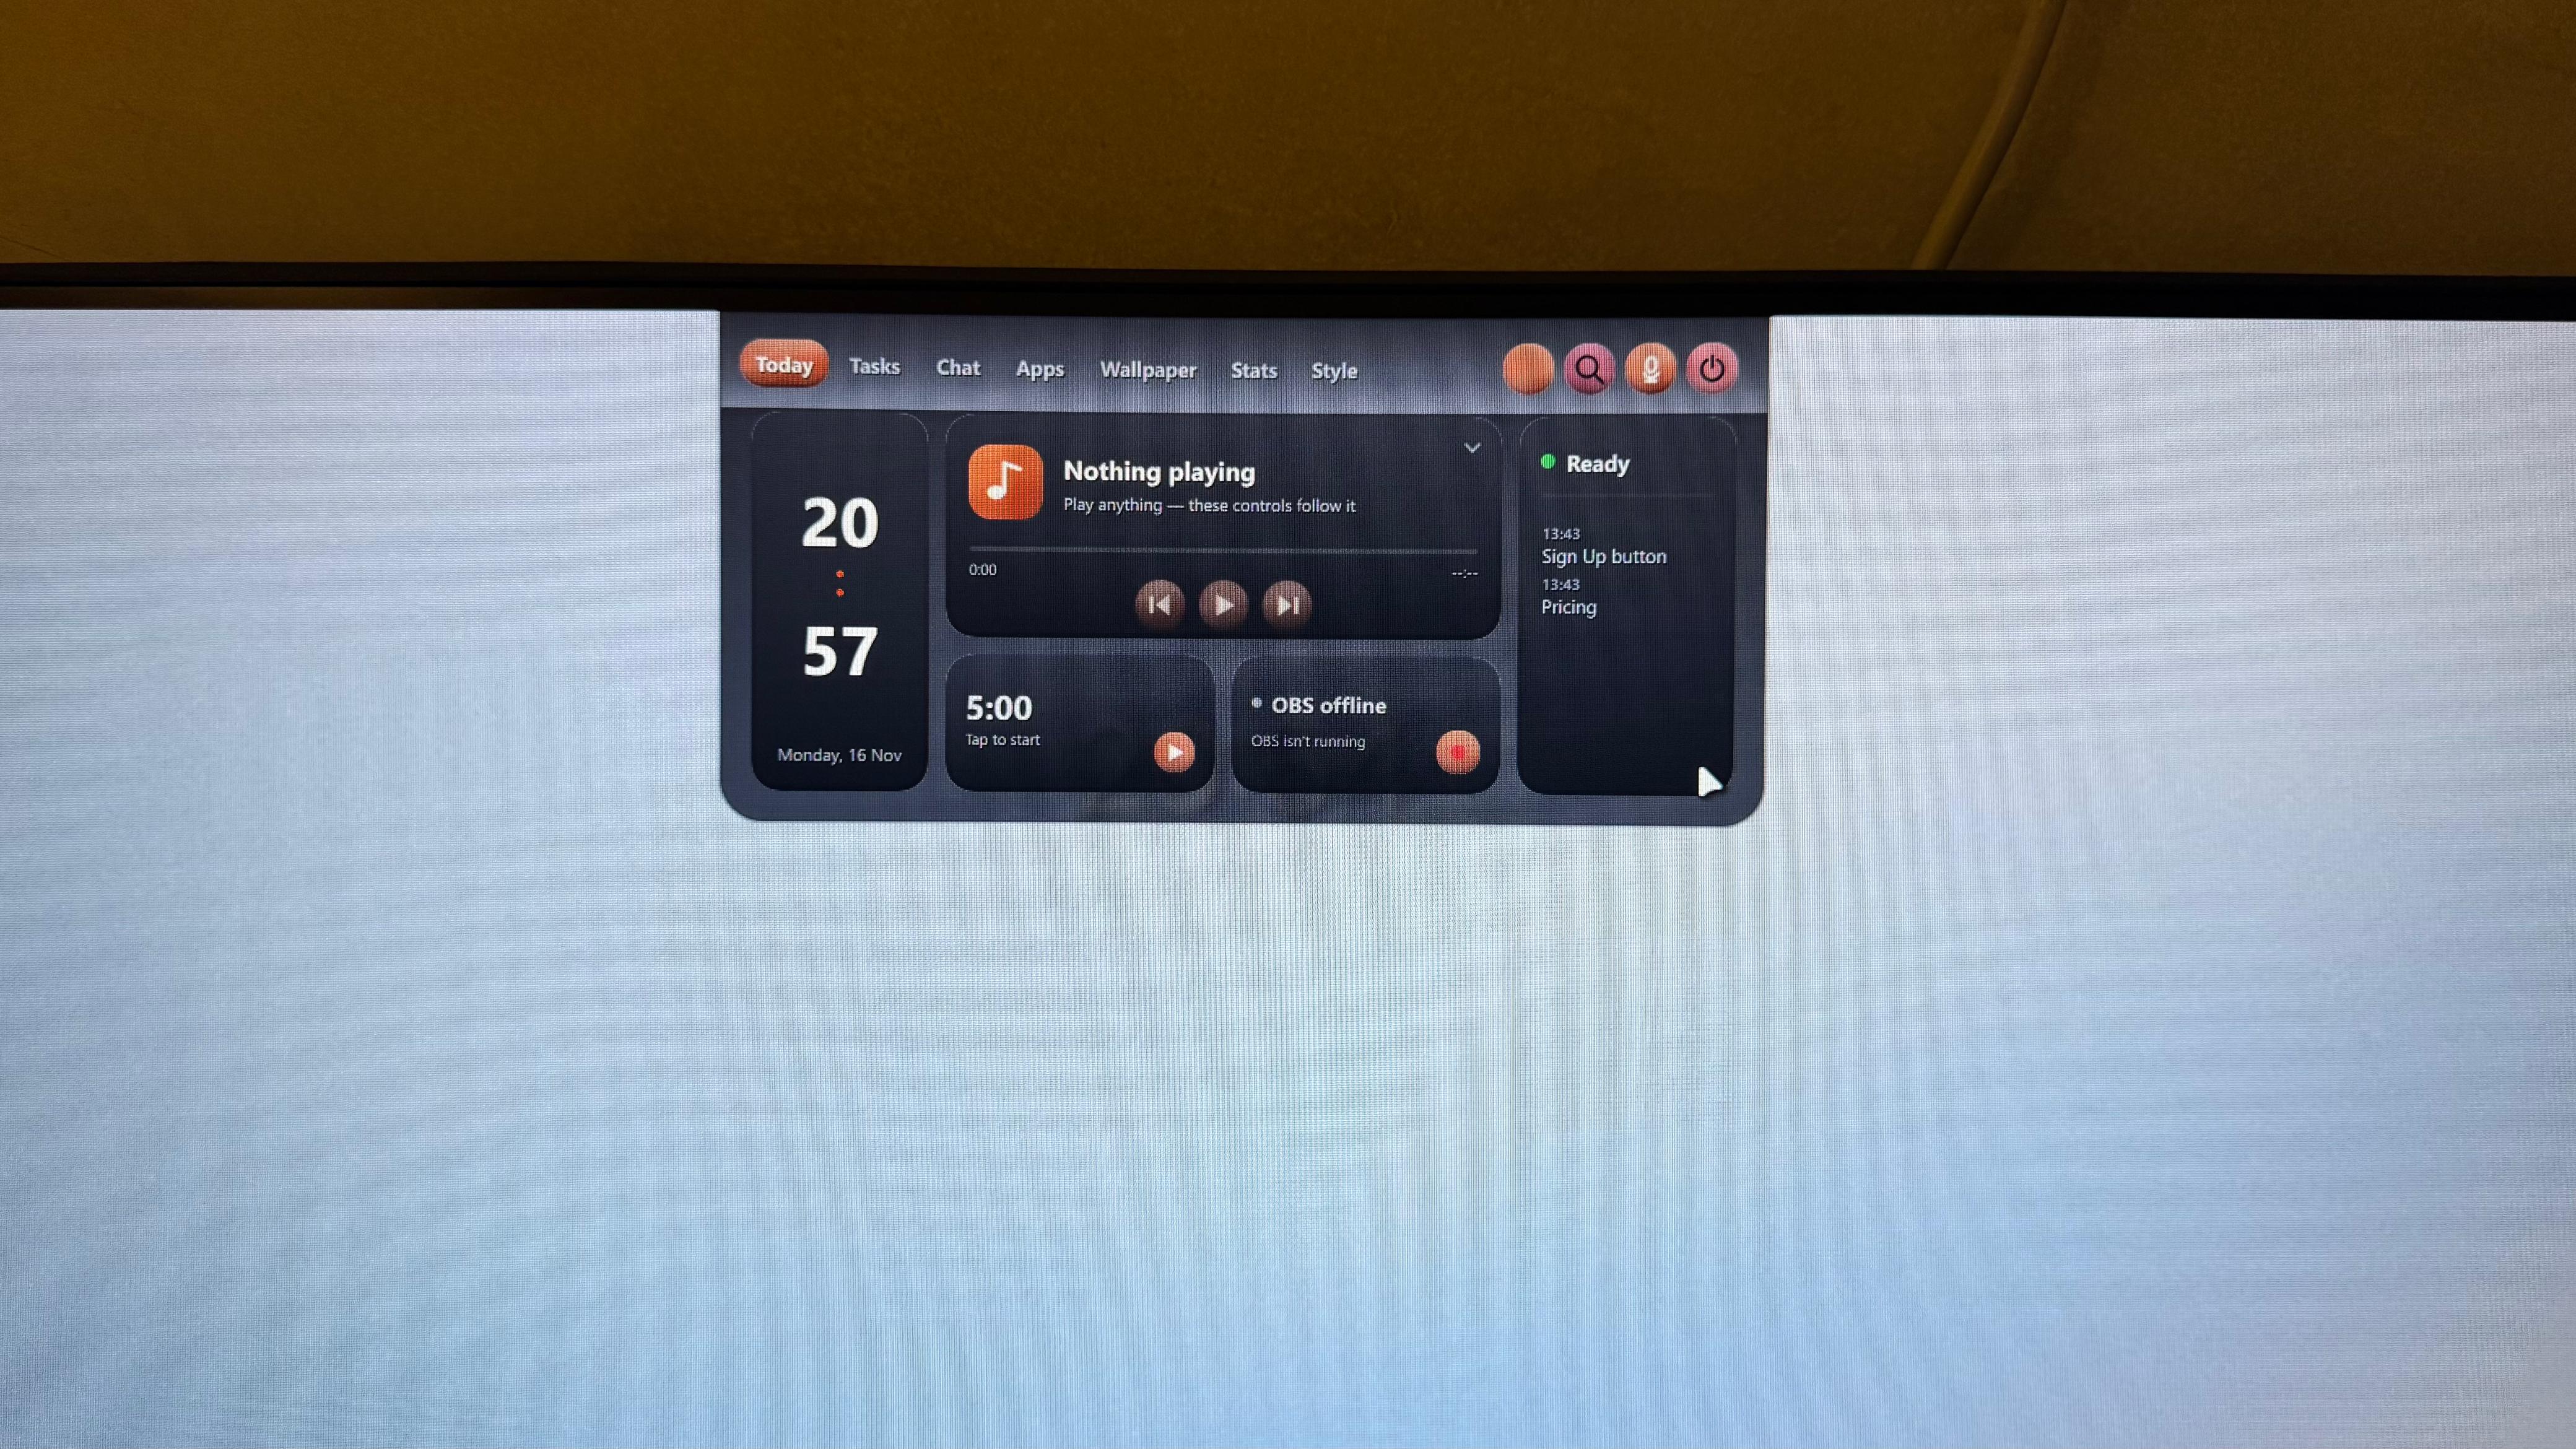 Today Tasks Chat Apps Wallpaper Stats Style
20
57
Monday, 16 Nov
Nothing playing
Play anything — these controls follow it
0:00 --:--
5:00
Tap to start
OBS offline
OBS isn't running
Ready
13:43
Sign Up button
13:43
Pricing